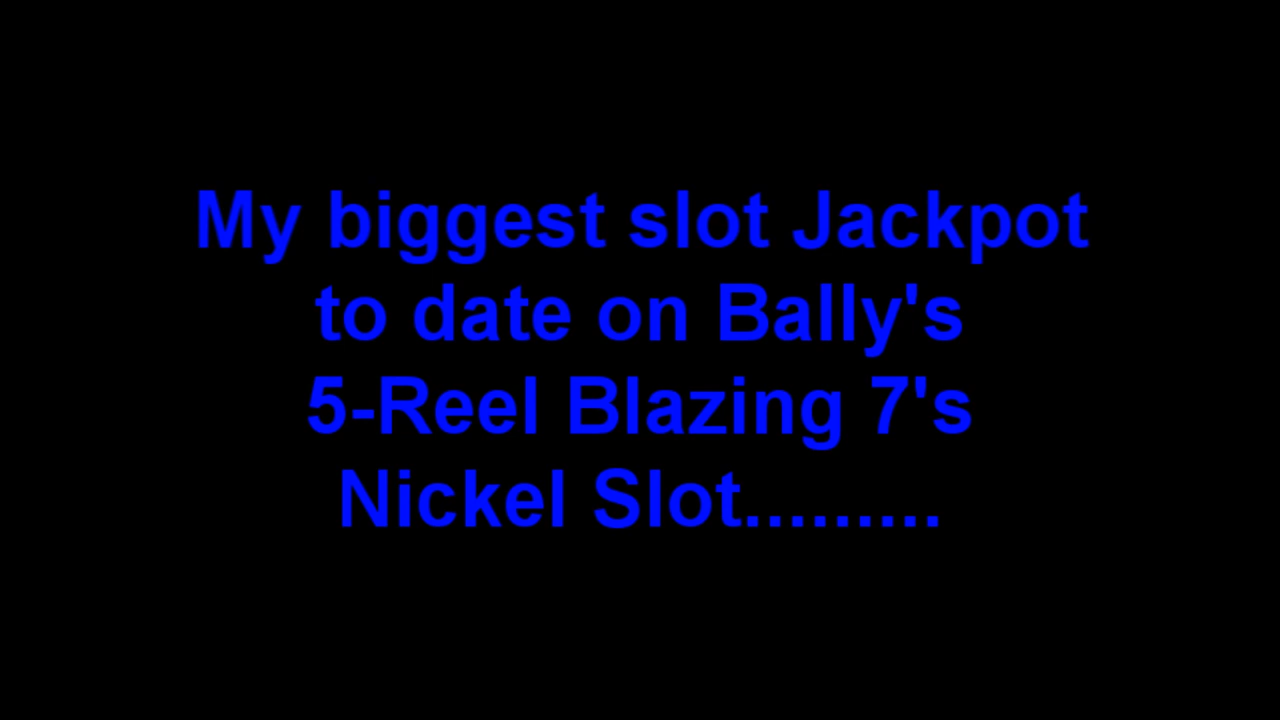 My biggest slot Jackpot
to date on Bally's
5-Reel Blazing 7's
Nickel Slot.........